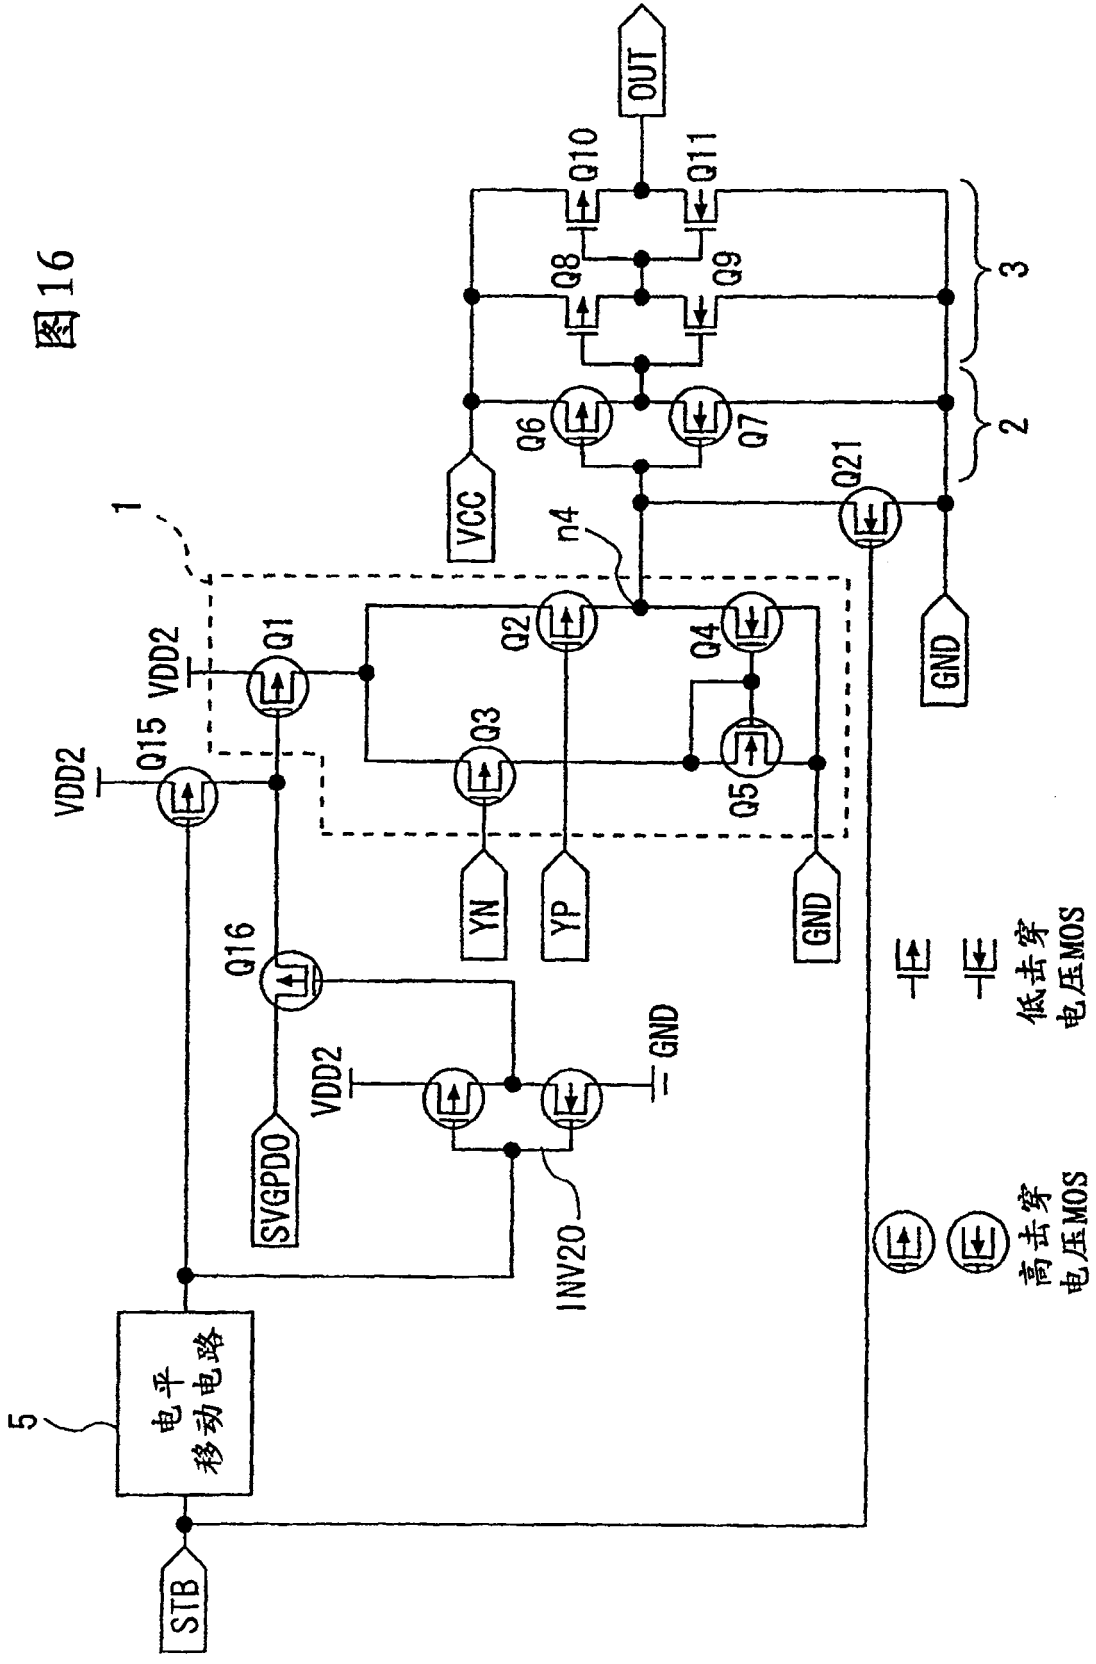 图16
1
VDD2
VDD2
Q15
Q1
VCC
n4
Q2
Q3
Q4
Q5
Q6
Q7
Q8
Q9
Q10
Q11
OUT
Q21
2
3
GND
YN
YP
GND
Q16
SVGPDO
VDD2
GND
INV20
5
电平
移动电路
STB
高击穿
电压MOS
低击穿
电压MOS